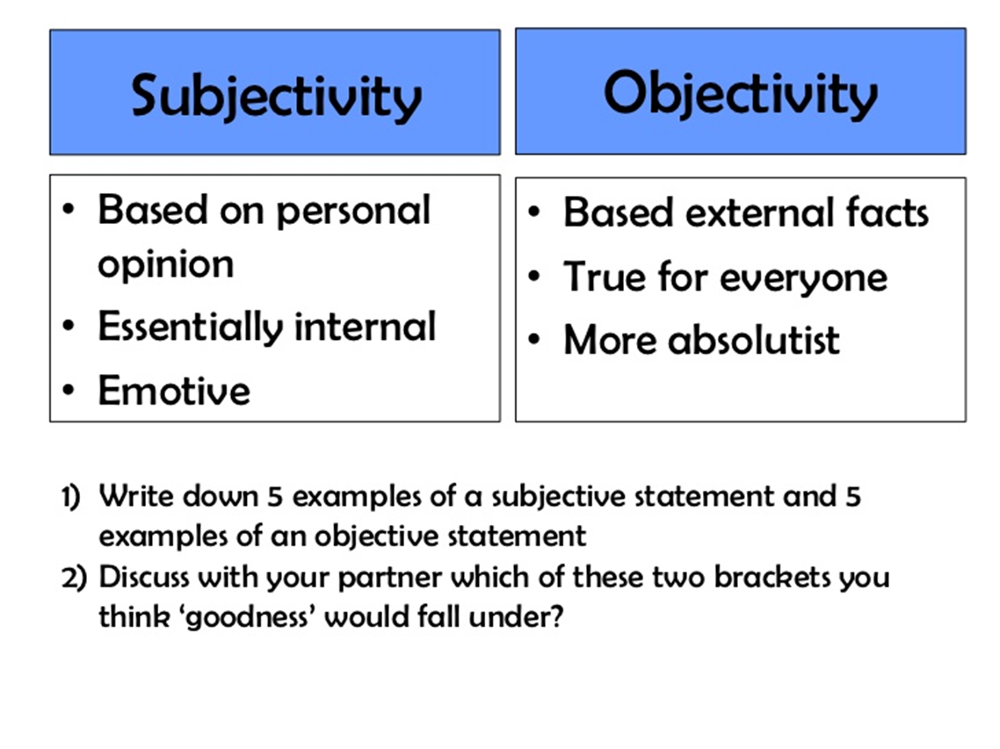 Subjectivity
Objectivity
• Based on personal
opinion
• Essentially internal
• Emotive
• Based external facts
• True for everyone
• More absolutist
1) Write down 5 examples of a subjective statement and 5
examples of an objective statement
2) Discuss with your partner which of these two brackets you
think ‘goodness’ would fall under?